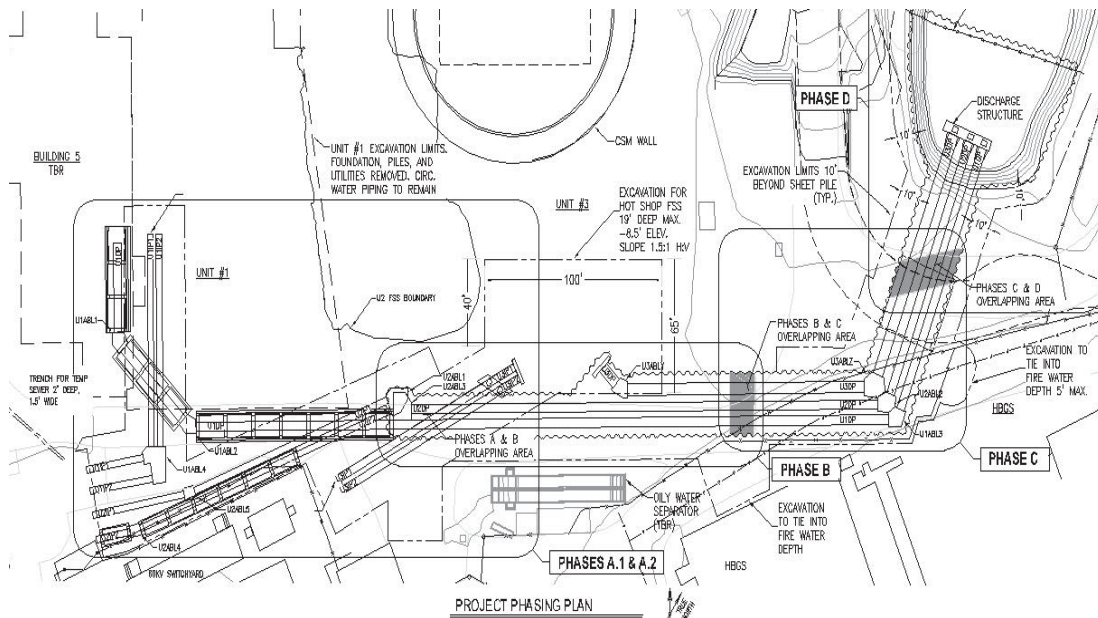 PHASE D
DISCHARGE
STRUCTURE
CSM WALL
BUILDING 5
TBR
UNIT #1 EXCAVATION LIMITS.
FOUNDATION, PILES, AND
UTILITIES REMOVED. CIRC.
WATER PIPING TO REMAIN
EXCAVATION LIMITS 10'
BEYOND SHEET PILE
(TYP.)
10'
10'
10'
EXCAVATION FOR
HOT SHOP FSS
19' DEEP MAX.
-8.5' ELEV.
SLOPE 1.5:1 H:V
UNIT #3
UNIT #1
100'
40'
65'
U2 FSS BOUNDARY
PHASES C & D
OVERLAPPING AREA
PHASES B & C
OVERLAPPING AREA
U1ABL1
TRENCH FOR TEMP
SEWER 2' DEEP,
1.5' WIDE
U2ABL1
U2ABL3
U3ABL1
U3ABL2
U3DP
U2DP
U1DP
U2ABL2
U1ABL3
EXCAVATION TO
TIE INTO
FIRE WATER
DEPTH 5' MAX.
HBGS
U1DP
U2DP
U1ABL2
U1ABL4
PHASES A & B
OVERLAPPING AREA
PHASE B
PHASE C
U2ABL5
U2ABL4
OILY WATER
SEPARATOR
(TBR)
EXCAVATION
TO TIE INTO
FIRE WATER
DEPTH
HBGS
60KV SWITCHYARD
PHASES A.1 & A.2
PROJECT PHASING PLAN
TRUE
NORTH